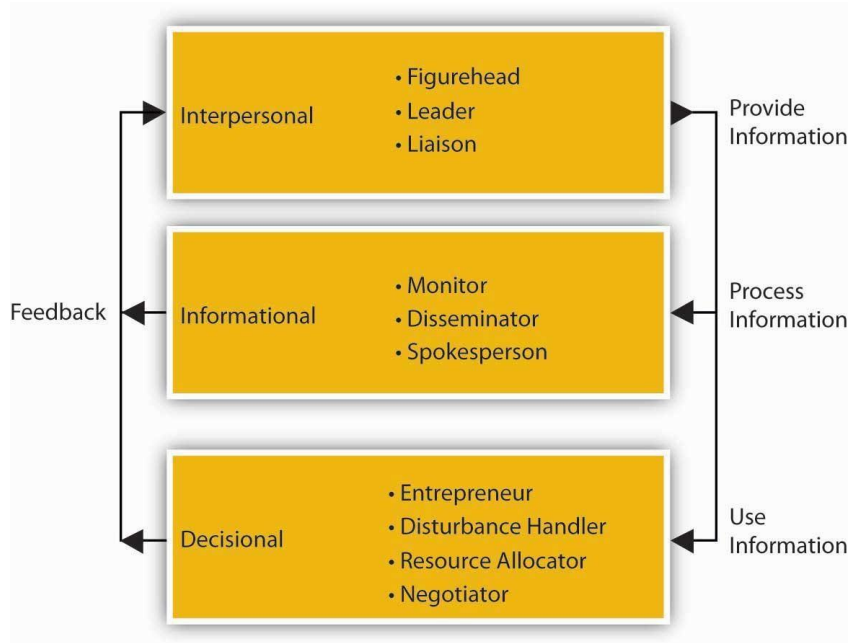 Interpersonal
• Figurehead
• Leader
• Liaison
Provide
Information
Feedback
Informational
• Monitor
• Disseminator
• Spokesperson
Process
Information
Decisional
• Entrepreneur
• Disturbance Handler
• Resource Allocator
• Negotiator
Use
Information